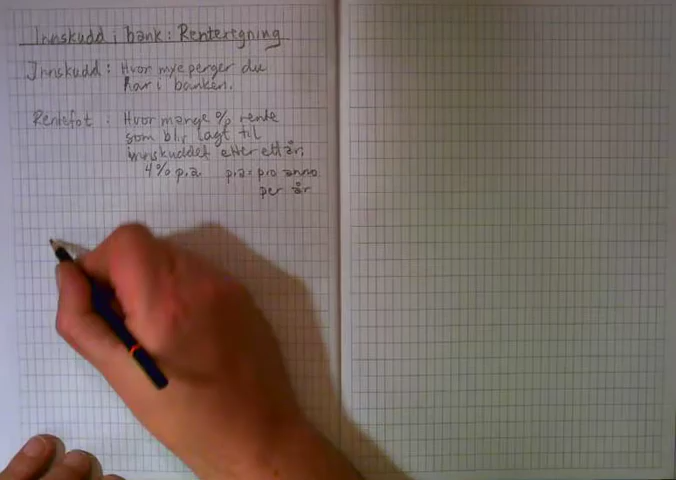 Innskudd i bank: Renteregning
Innskudd: Hvor mye penger du
har i banken.
Rentefot: Hvor mange % rente
som blir lagt til
innskuddet etter ett år.
4% p.a p.a = pro anno
per år